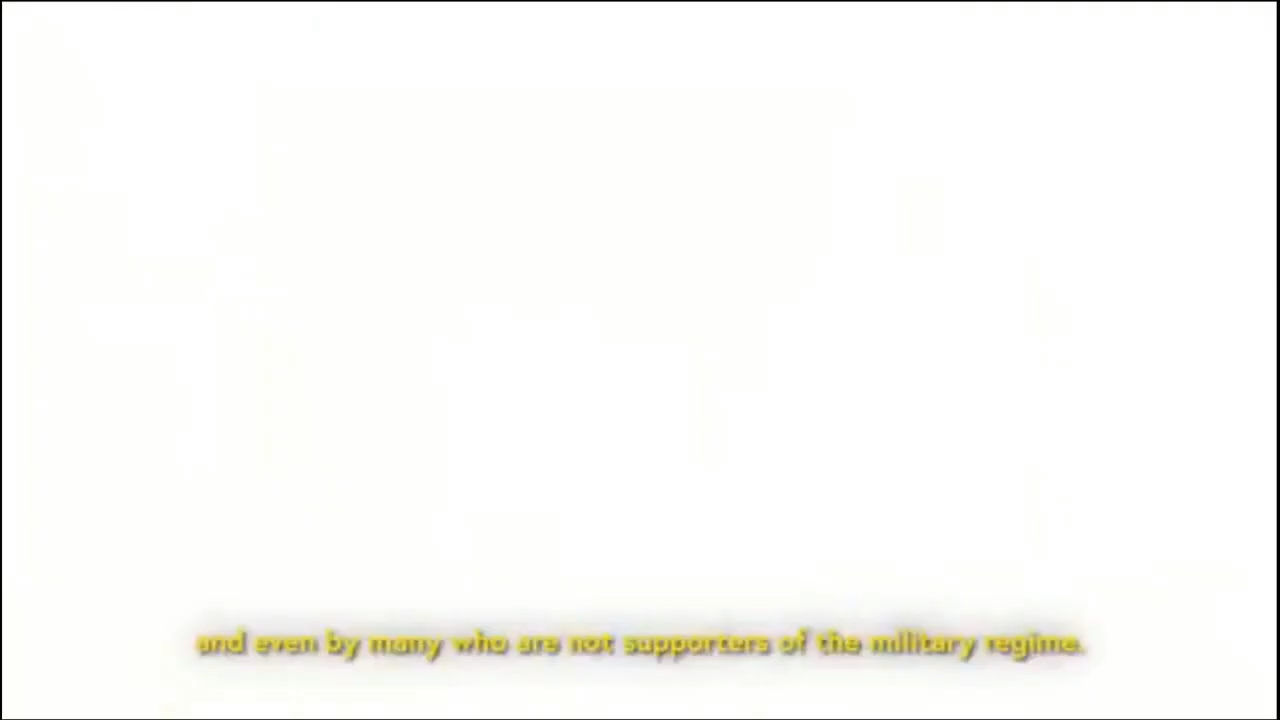 and even by many who are not supporters of the military regime.